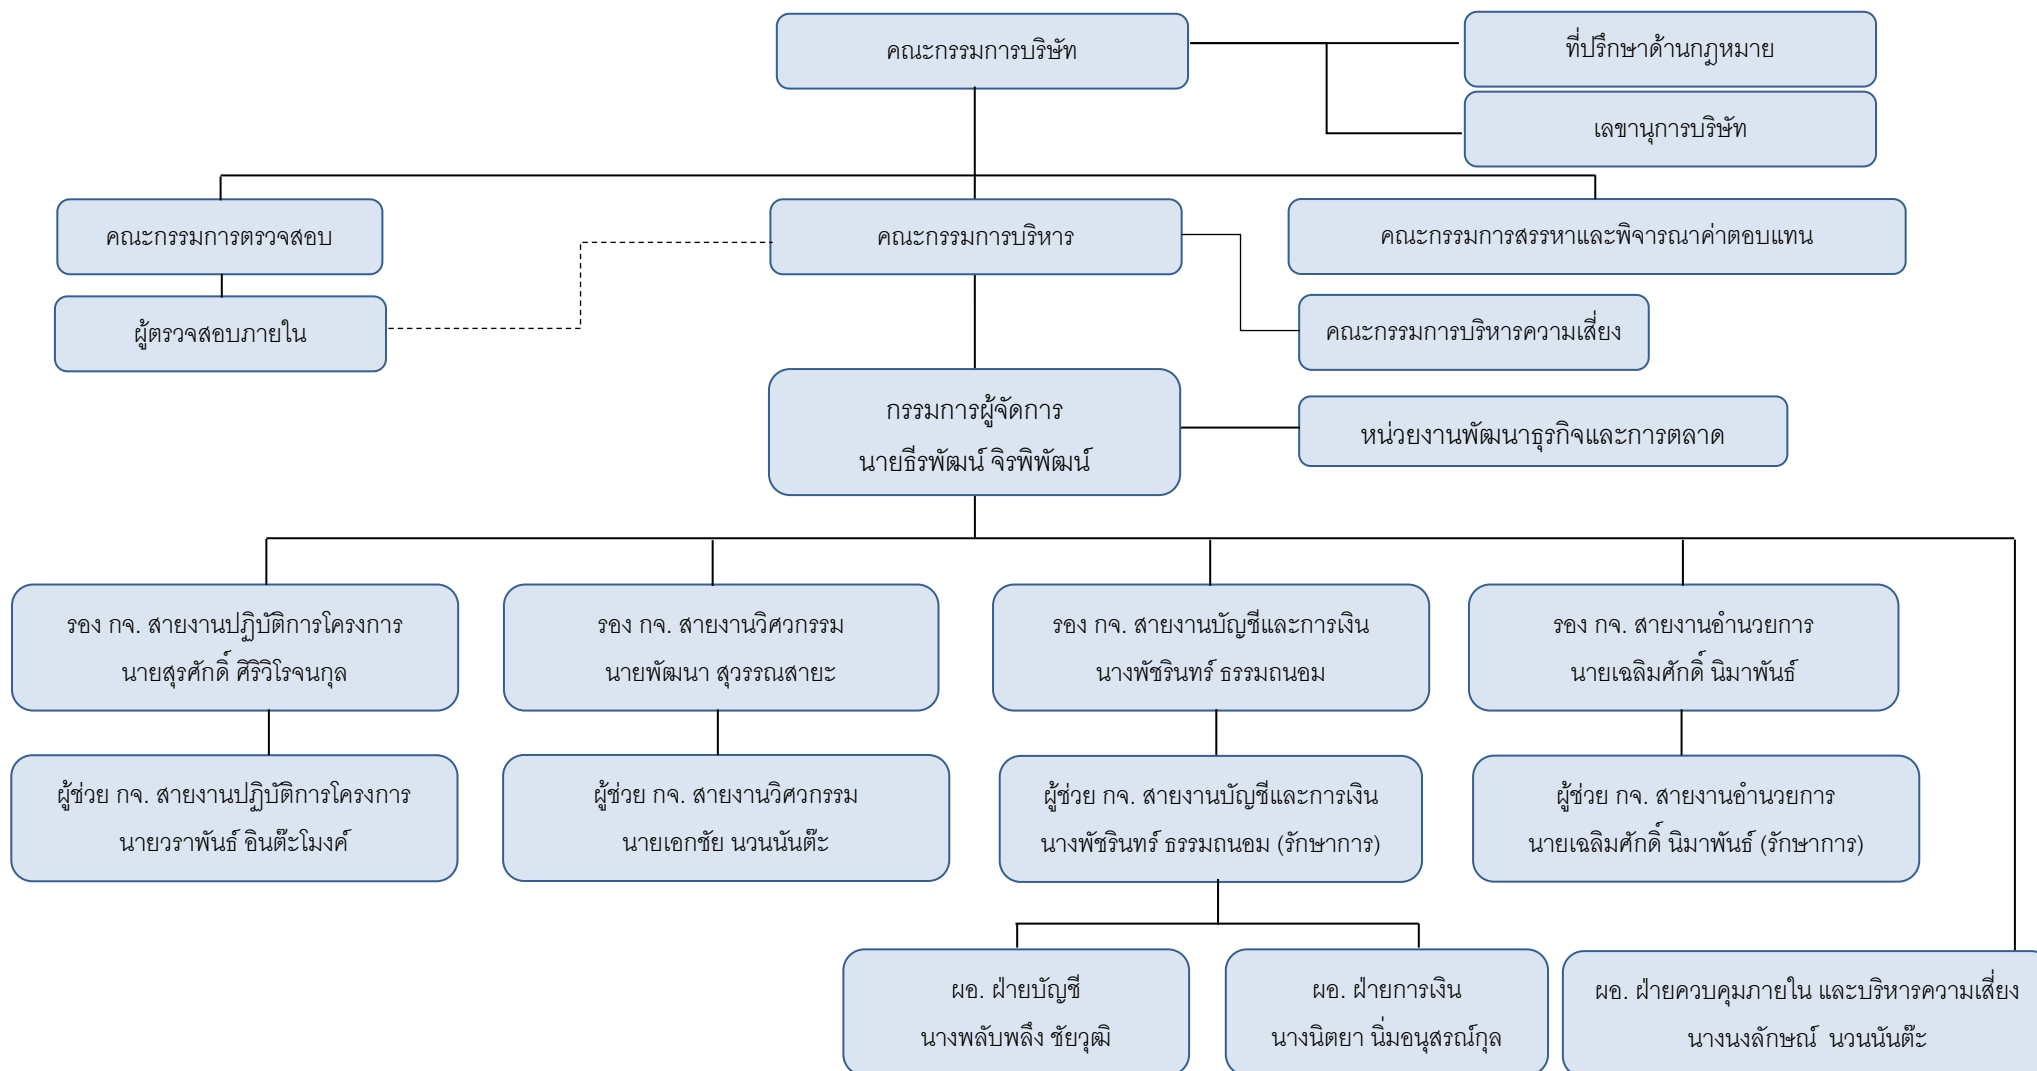 คณะกรรมการบริษัท
ที่ปรึกษาด้านกฎหมาย
เลขานุการบริษัท
คณะกรรมการตรวจสอบ
คณะกรรมการบริหาร
คณะกรรมการสรรหาและพิจารณาค่าตอบแทน
ผู้ตรวจสอบภายใน
คณะกรรมการบริหารความเสี่ยง
กรรมการผู้จัดการ
นายธีรพัฒน์ จิรพิพัฒน์
หน่วยงานพัฒนาธุรกิจและการตลาด
รอง กจ. สายงานปฏิบัติการโครงการ
นายสุรศักดิ์ ศิริวิโรจนกุล
รอง กจ. สายงานวิศวกรรม
นายพัฒนา สุวรรณสายะ
รอง กจ. สายงานบัญชีและการเงิน
นางพัชรินทร์ ธรรมถนอม
รอง กจ. สายงานอำนวยการ
นายเฉลิมศักดิ์ นิมาพันธ์
ผู้ช่วย กจ. สายงานปฏิบัติการโครงการ
นายวราพันธ์ อินต๊ะโมงค์
ผู้ช่วย กจ. สายงานวิศวกรรม
นายเอกชัย นวนนันต๊ะ
ผู้ช่วย กจ. สายงานบัญชีและการเงิน
นางพัชรินทร์ ธรรมถนอม (รักษาการ)
ผู้ช่วย กจ. สายงานอำนวยการ
นายเฉลิมศักดิ์ นิมาพันธ์ (รักษาการ)
ผอ. ฝ่ายบัญชี
นางพลับพลึง ชัยวุฒิ
ผอ. ฝ่ายการเงิน
นางนิตยา นิ่มอนุสรณ์กุล
ผอ. ฝ่ายควบคุมภายใน และบริหารความเสี่ยง
นางนงลักษณ์ นวนนันต๊ะ